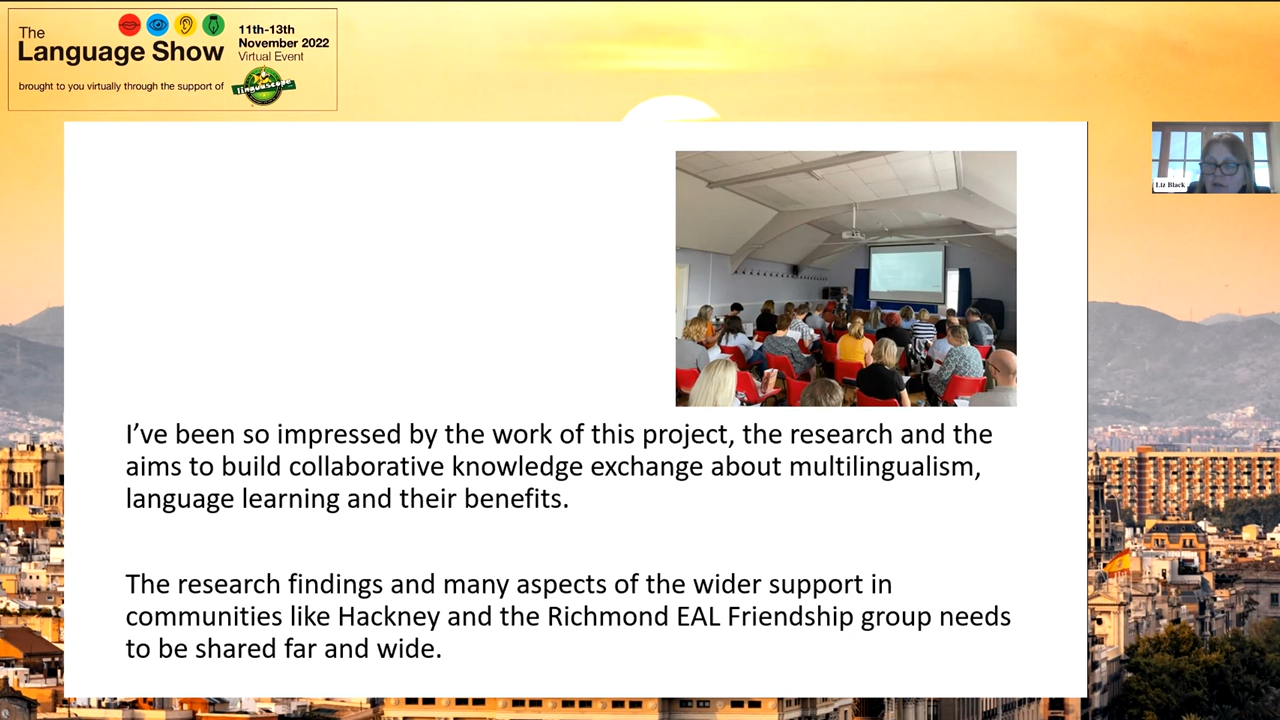 The
Language Show
11th-13th
November 2022
Virtual Event
brought to you virtually through the support of
linguascope
Liz Black
I’ve been so impressed by the work of this project, the research and the
aims to build collaborative knowledge exchange about multilingualism,
language learning and their benefits.
The research findings and many aspects of the wider support in
communities like Hackney and the Richmond EAL Friendship group needs
to be shared far and wide.